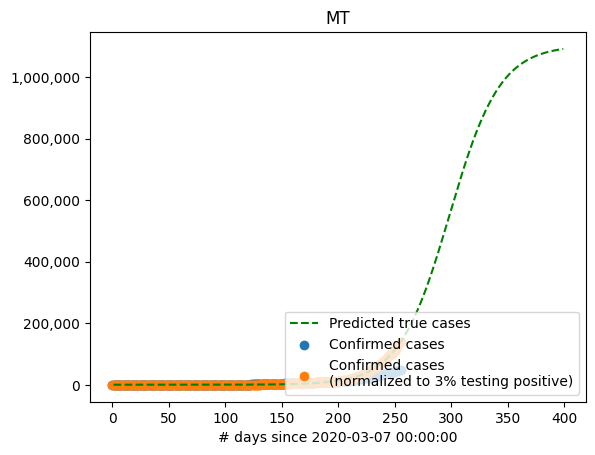 MT
1,000,000
800,000
600,000
400,000
200,000
0
Predicted true cases
Confirmed cases
Confirmed cases
(normalized to 3% testing positive)
0 50 100 150 200 250 300 350 400
# days since 2020-03-07 00:00:00